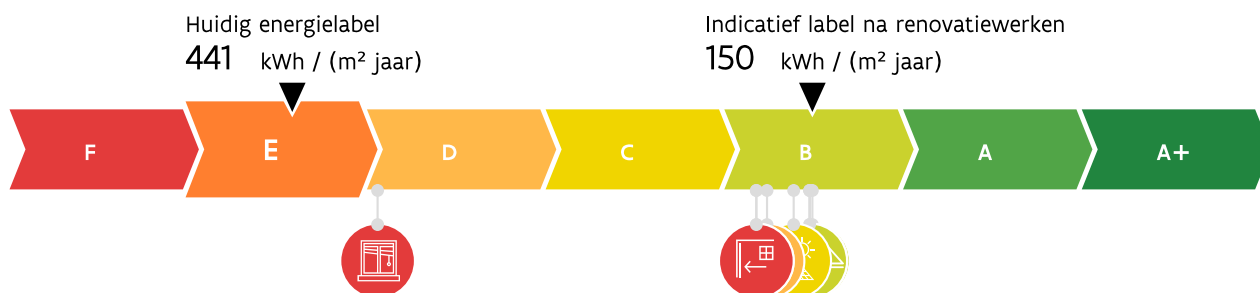 Huidig energielabel
441 kWh / (m² jaar)
Indicatief label na renovatiewerken
150 kWh / (m² jaar)
F E D C B A A+